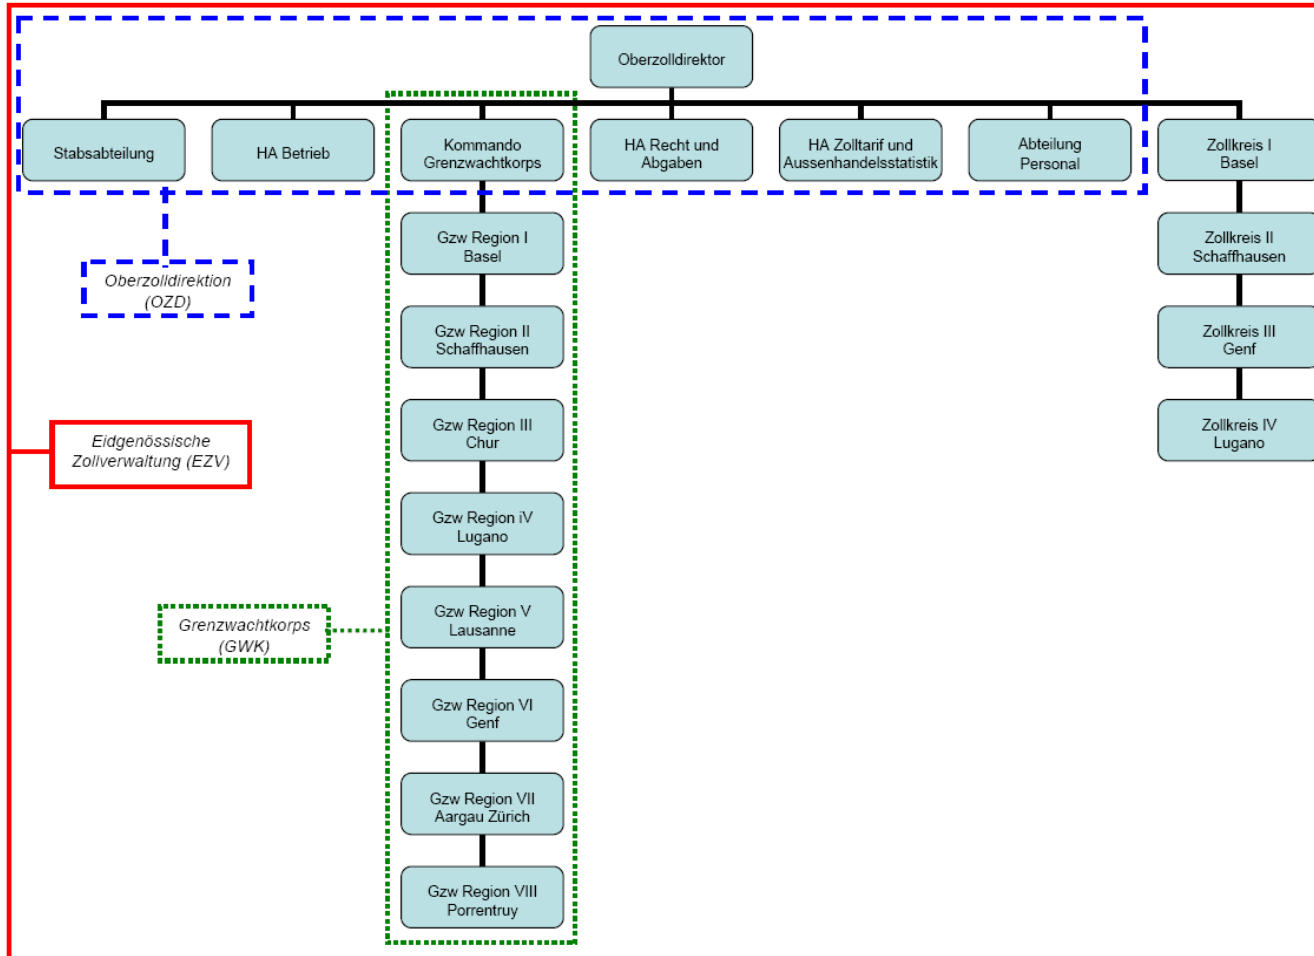 Oberzolldirektor
Stabsabteilung
HA Betrieb
Kommando
Grenzwachtkorps
HA Recht und
Abgaben
HA Zolltarif und
Aussenhandelsstatistik
Abteilung
Personal
Zollkreis I
Basel
Gzw Region I
Basel
Zollkreis II
Schaffhausen
Oberzolldirektion
(OZD)
Gzw Region II
Schaffhausen
Zollkreis III
Genf
Gzw Region III
Chur
Zollkreis IV
Lugano
Eidgenössische
Zollverwaltung (EZV)
Gzw Region iV
Lugano
Gzw Region V
Lausanne
Grenzwachtkorps
(GWK)
Gzw Region VI
Genf
Gzw Region VII
Aargau Zürich
Gzw Region VIII
Porrentruy